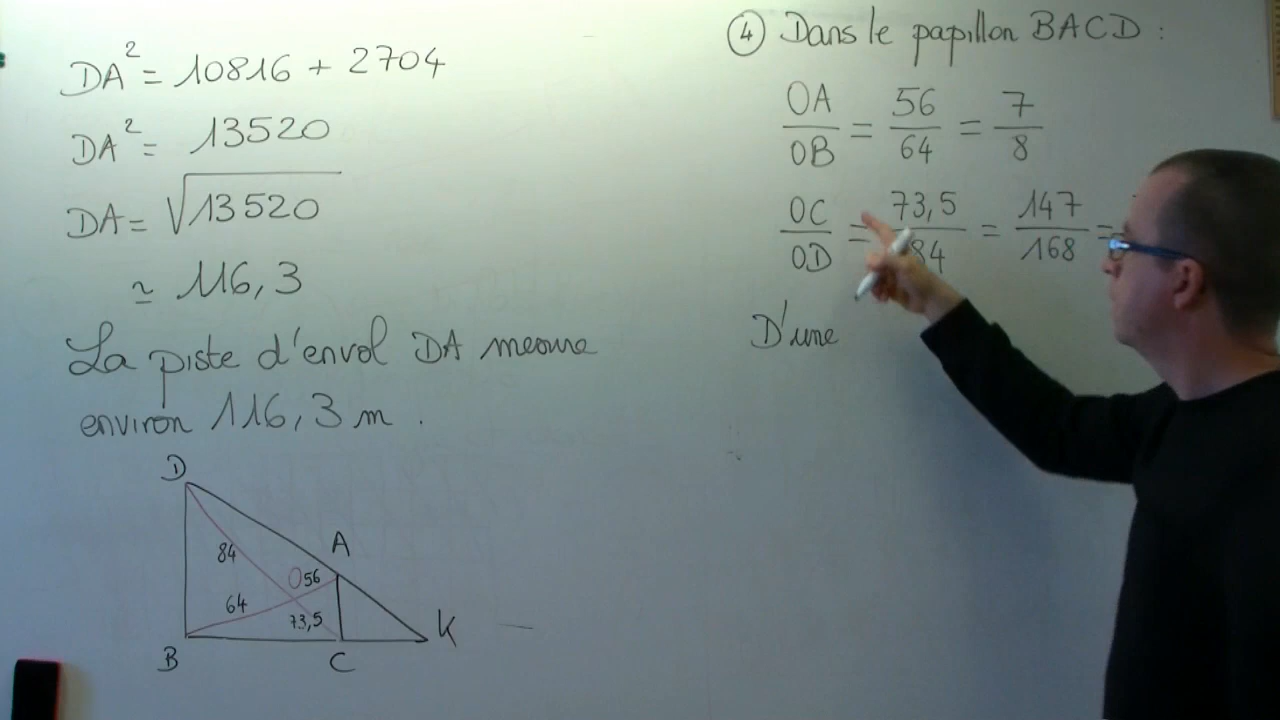 DA² = 10816 + 2704
DA² = 13520
DA = √13520
≃ 116,3
La piste d'envol DA mesure
environ 116,3 m .
D
84
A
O 56
64
73,5
K
B
C
④ Dans le papillon BACD :
OA/OB = 56/64 = 7/8
OC/OD = 73,5/84 = 147/168 =
D'une